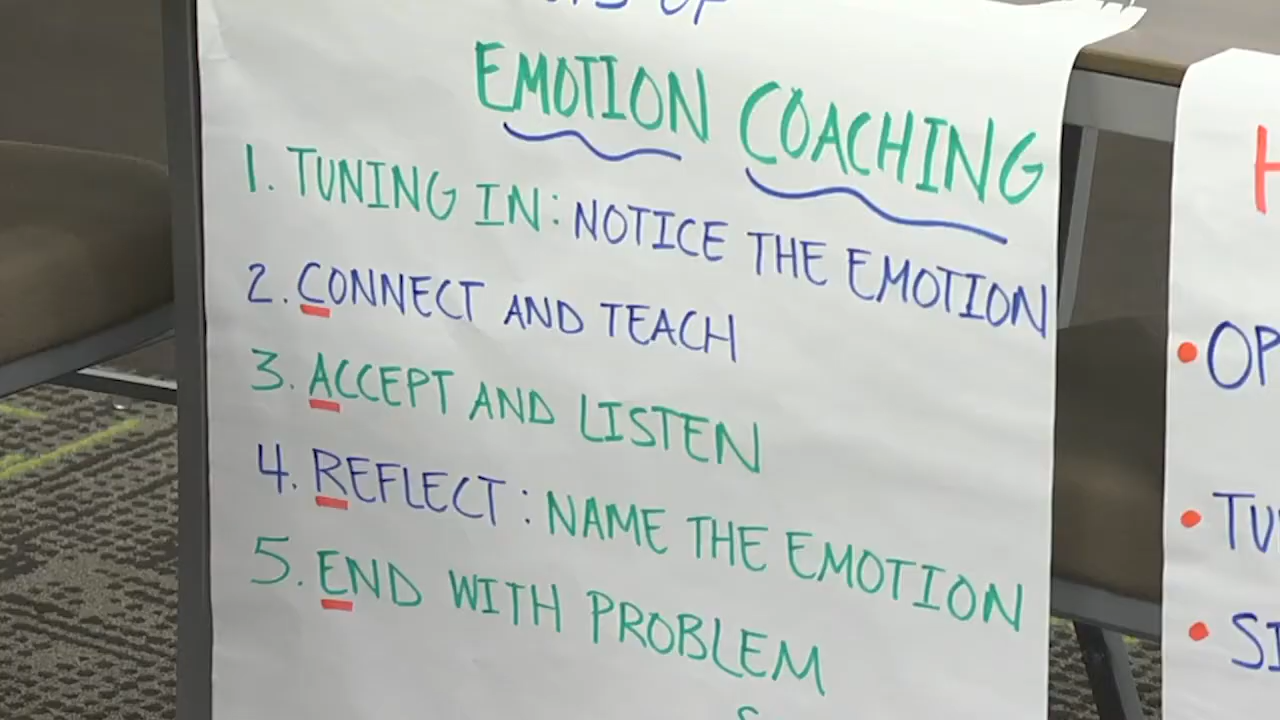 OF
EMOTION COACHING
1. TUNING IN: NOTICE THE EMOTION
2. CONNECT AND TEACH
3. ACCEPT AND LISTEN
4. REFLECT: NAME THE EMOTION
5. END WITH PROBLEM
H
• OP
• TU
• SI